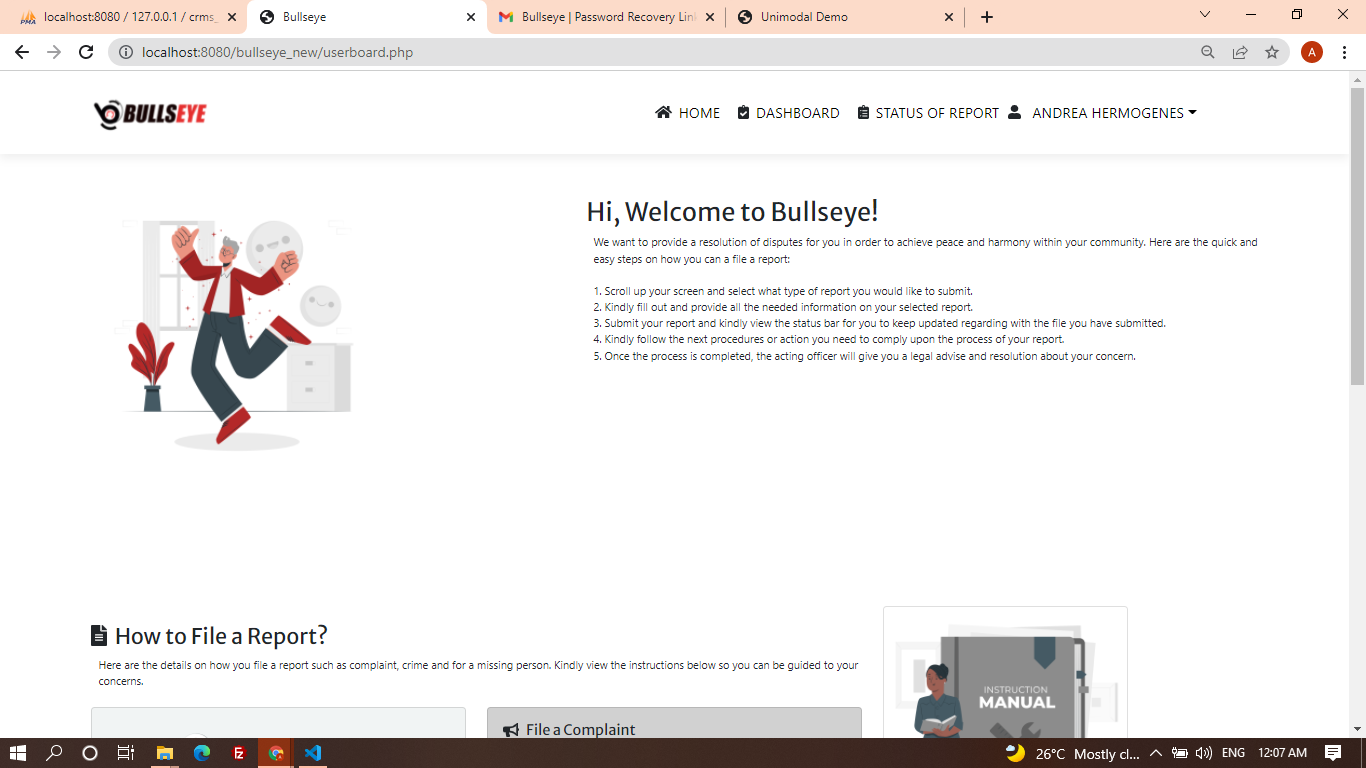 localhost:8080 / 127.0.0.1 / crms_
Bullseye
Bullseye | Password Recovery Lin
Unimodal Demo
localhost:8080/bullseye_new/userboard.php
A
BULLSEYE
HOME
DASHBOARD
STATUS OF REPORT
ANDREA HERMOGENES
Hi, Welcome to Bullseye!
We want to provide a resolution of disputes for you in order to achieve peace and harmony within your community. Here are the quick and
easy steps on how you can a file a report:
1. Scroll up your screen and select what type of report you would like to submit.
2. Kindly fill out and provide all the needed information on your selected report.
3. Submit your report and kindly view the status bar for you to keep updated regarding with the file you have submitted.
4. Kindly follow the next procedures or action you need to comply upon the process of your report.
5. Once the process is completed, the acting officer will give you a legal advise and resolution about your concern.
How to File a Report?
Here are the details on how you file a report such as complaint, crime and for a missing person. Kindly view the instructions below so you can be guided to your
concerns.
File a Complaint
INSTRUCTION
MANUAL
26°C Mostly cl...
ENG
12:07 AM